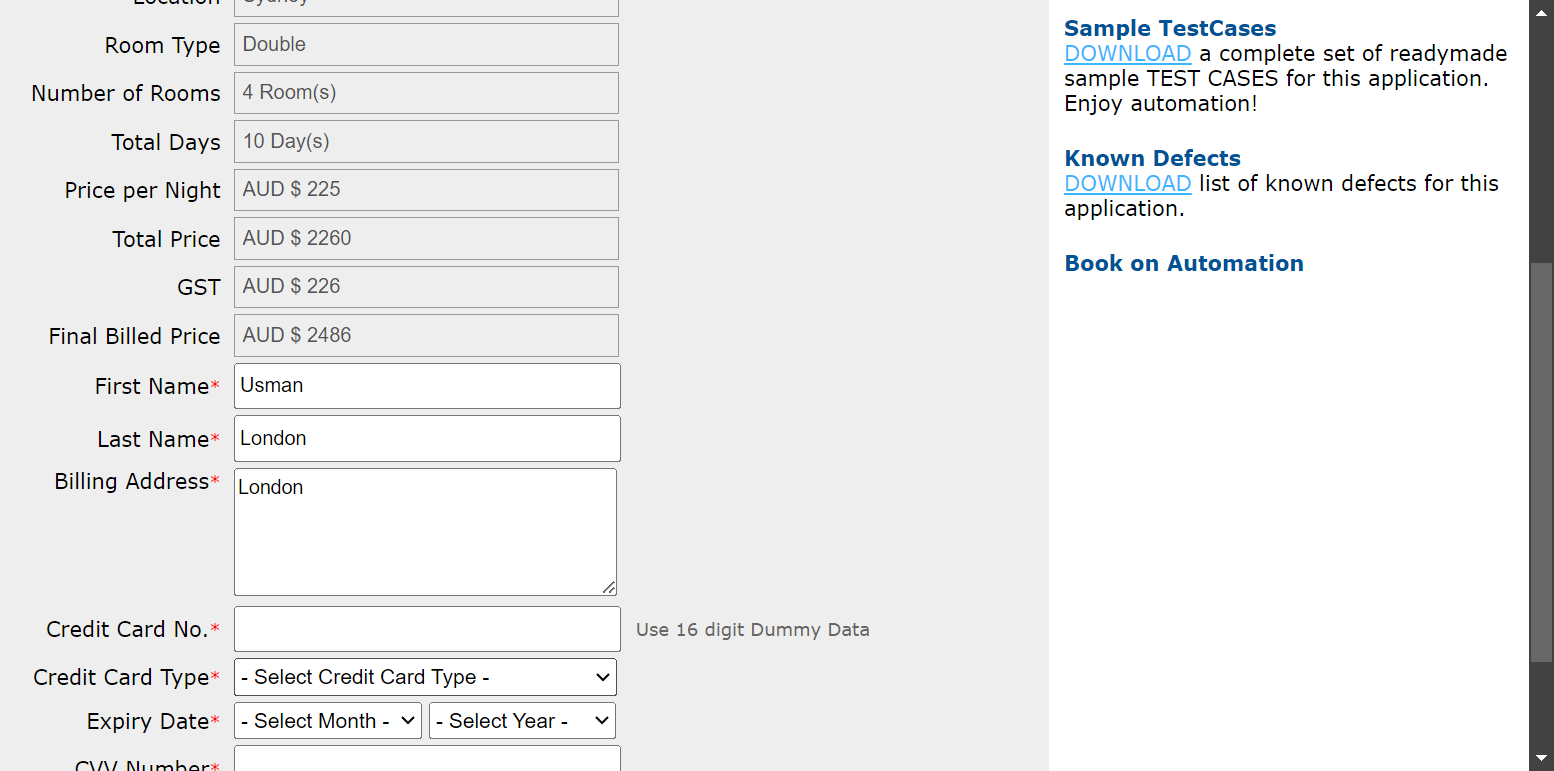 Location Sydney
Room Type Double
Number of Rooms 4 Room(s)
Total Days 10 Day(s)
Price per Night AUD $ 225
Total Price AUD $ 2260
GST AUD $ 226
Final Billed Price AUD $ 2486
First Name* Usman
Last Name* London
Billing Address* London
Credit Card No.* Use 16 digit Dummy Data
Credit Card Type* - Select Credit Card Type -
Expiry Date* - Select Month - - Select Year -
CVV Number*
Sample TestCases
DOWNLOAD a complete set of readymade
sample TEST CASES for this application.
Enjoy automation!
Known Defects
DOWNLOAD list of known defects for this
application.
Book on Automation